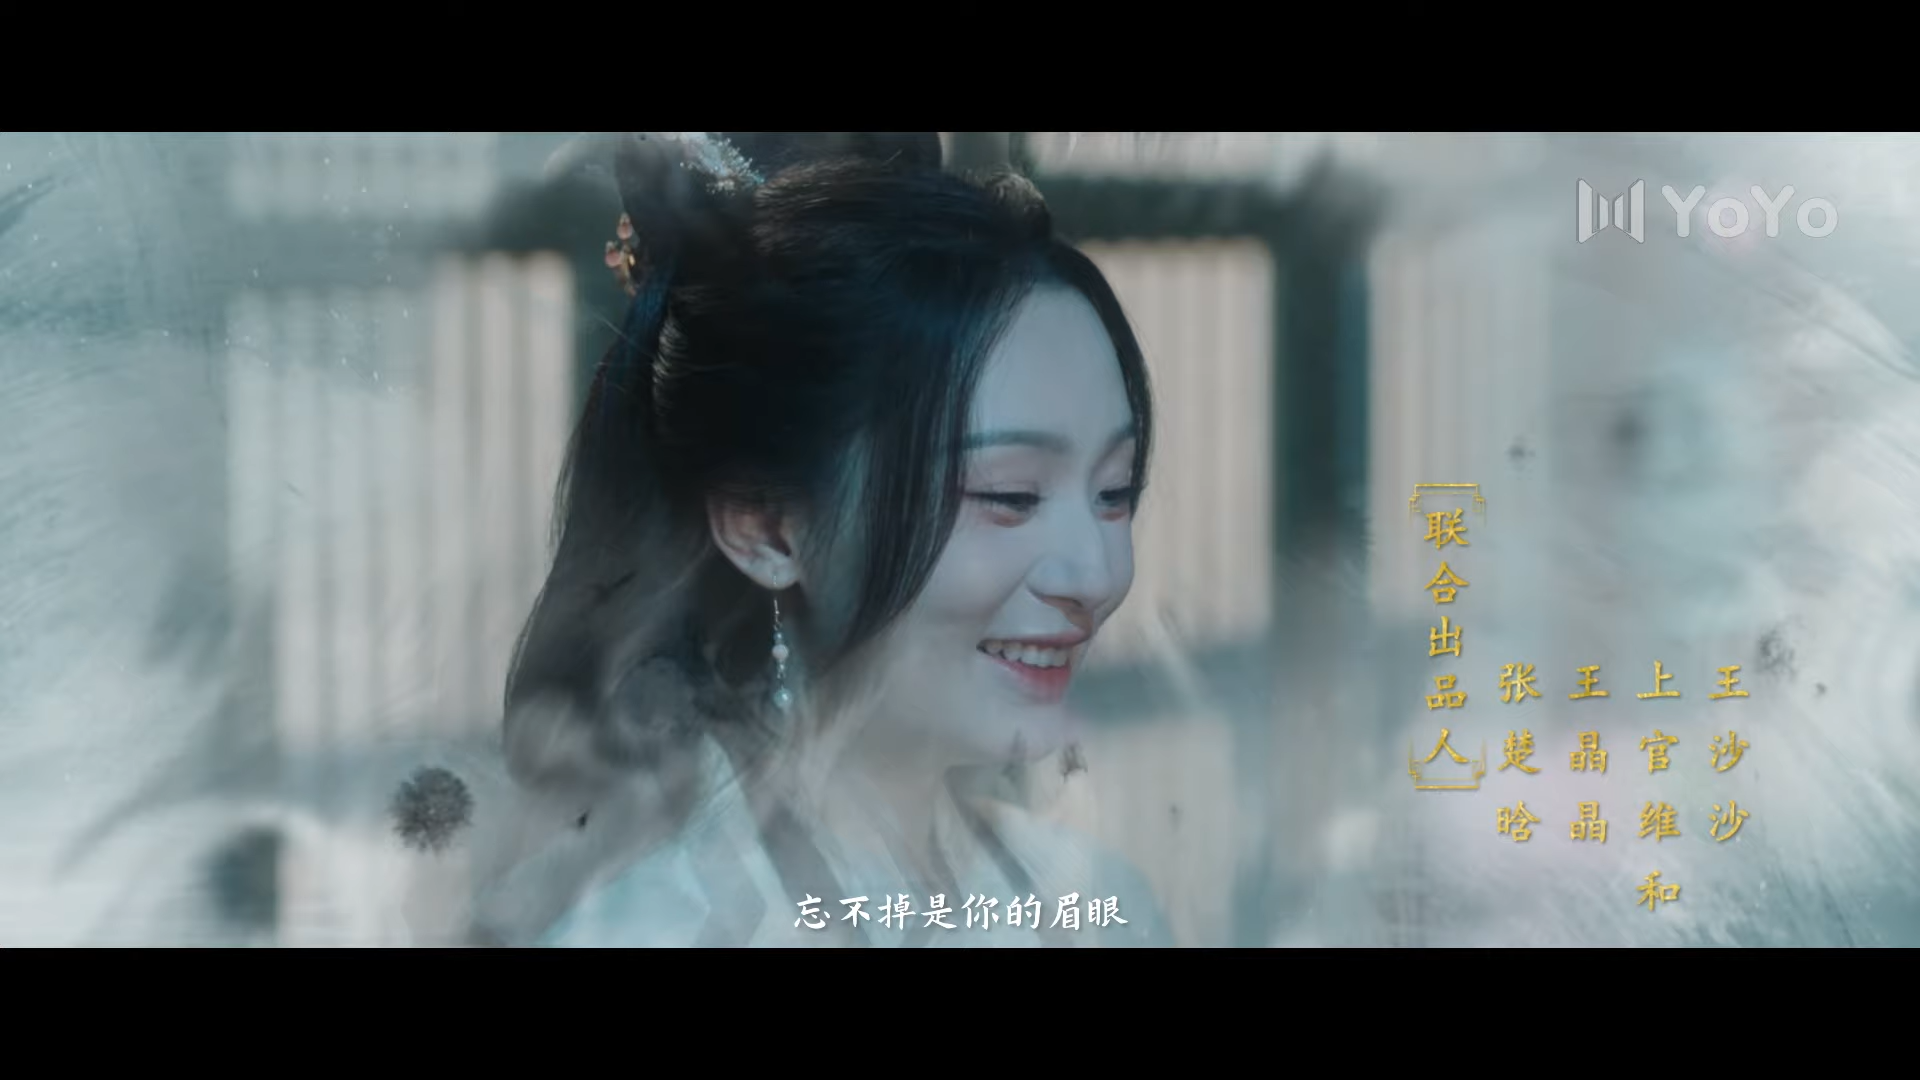 YoYo
联合出品人
张楚晗
王晶晶
上官维和
王沙沙
忘不掉是你的眉眼